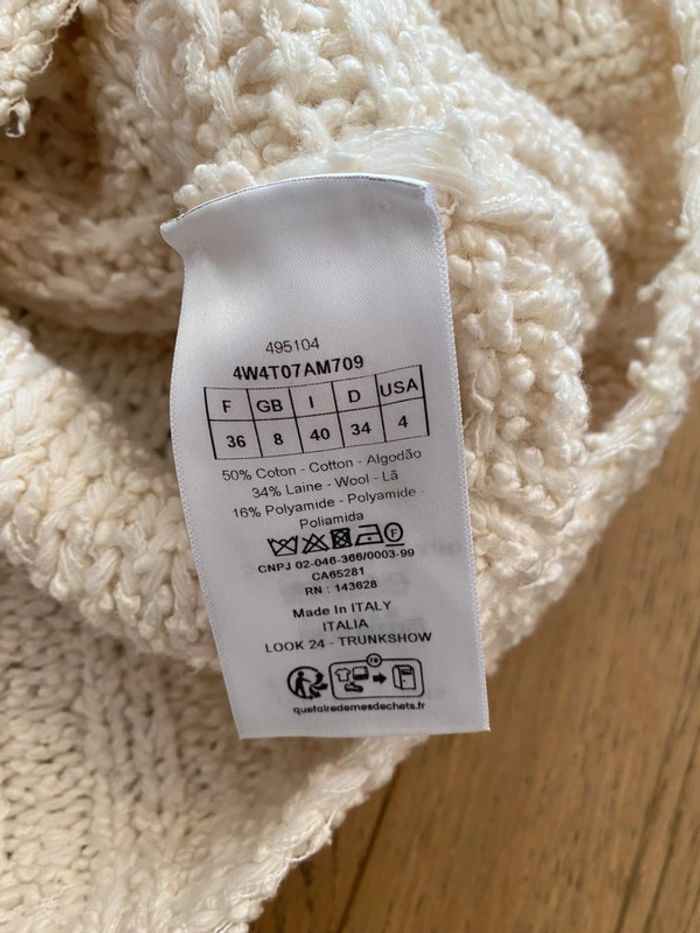 495104
4W4T07AM709
F GB I D USA
36 8 40 34 4
50% Coton - Cotton - Algodão
34% Laine - Wool - Lã
16% Polyamide - Polyamide -
Poliamida
F
CNPJ 02-046-366/0003-99
CA65281
RN : 143628
Made In ITALY
ITALIA
LOOK 24 - TRUNKSHOW
FR
quefairedemesdechets.fr